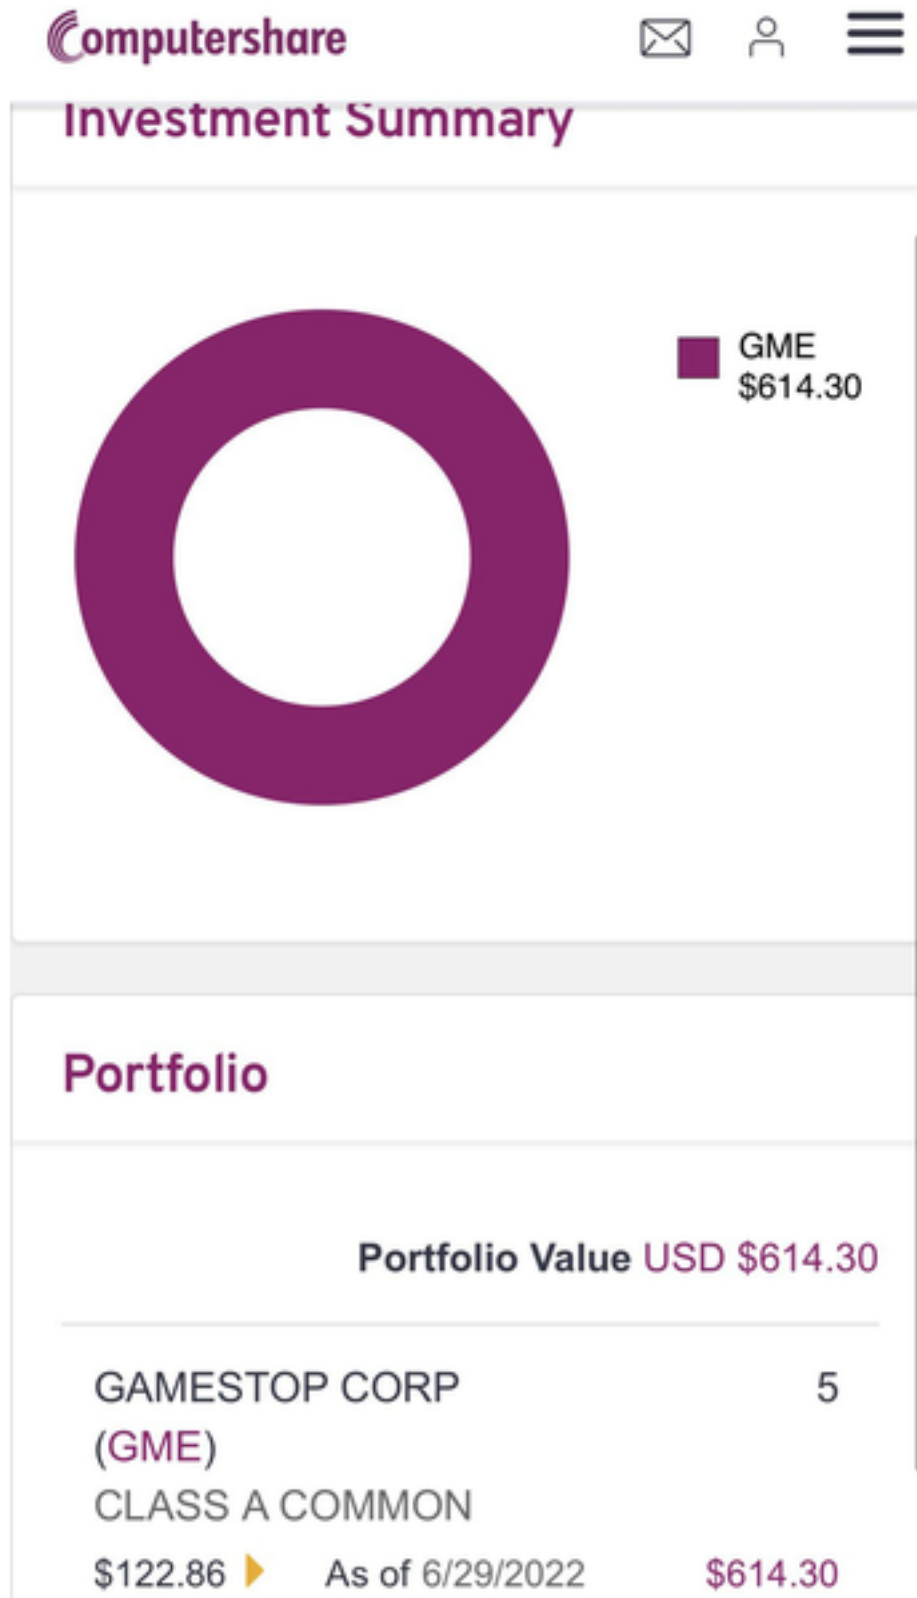 Computershare
Investment Summary
GME
$614.30
Portfolio
Portfolio Value USD $614.30
GAMESTOP CORP 5
(GME)
CLASS A COMMON
$122.86 As of 6/29/2022 $614.30